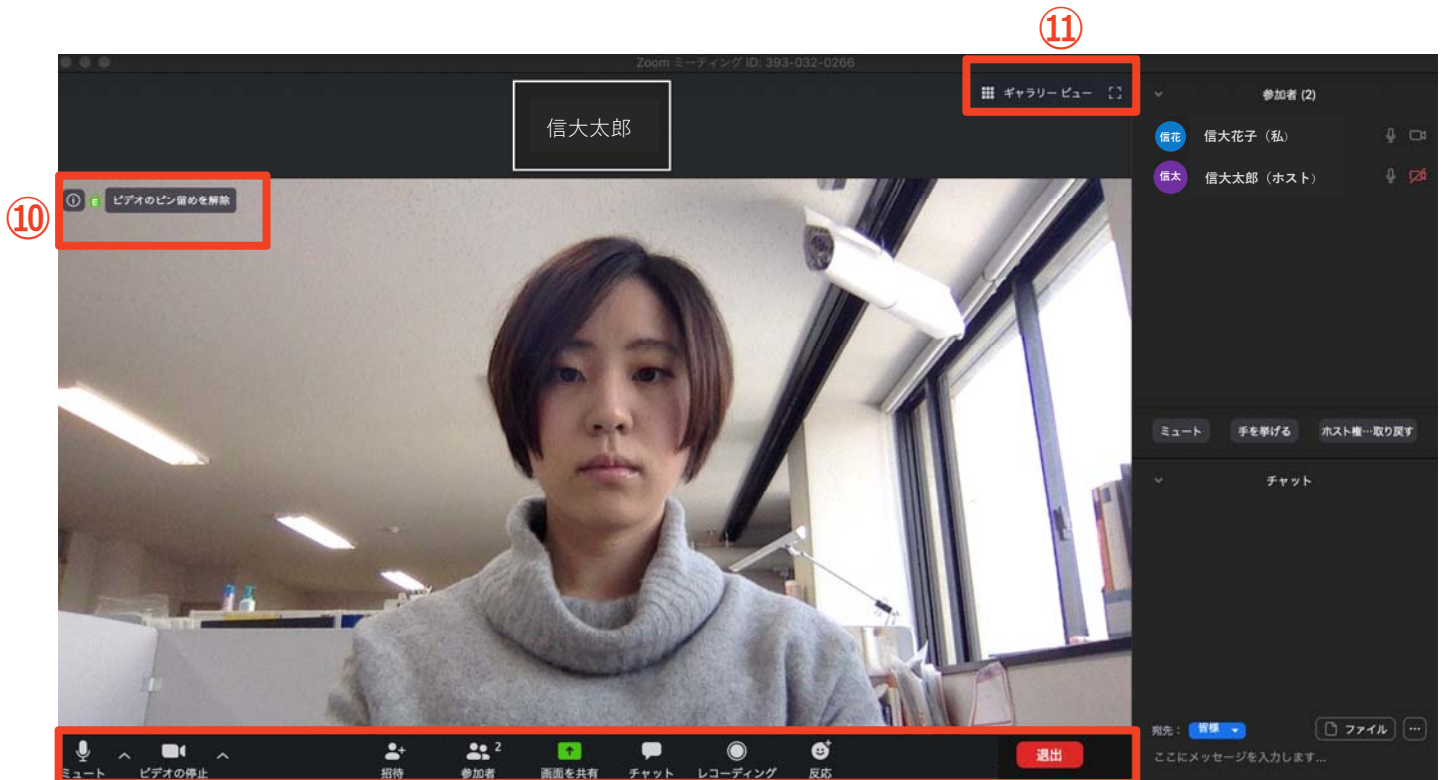 ⑪
Zoom ミーティング ID: 393-032-0266
ギャラリー ビュー
信大太郎
⑩
E ビデオのピン留めを解除
参加者 (2)
信花 信大花子（私）
信太 信大太郎（ホスト）
ミュート 手を挙げる ホスト権…取り戻す
チャット
宛先： 皆様 ファイル …
ここにメッセージを入力します...
2
ミュート ビデオの停止 招待 参加者 画面を共有 チャット レコーディング 反応 退出